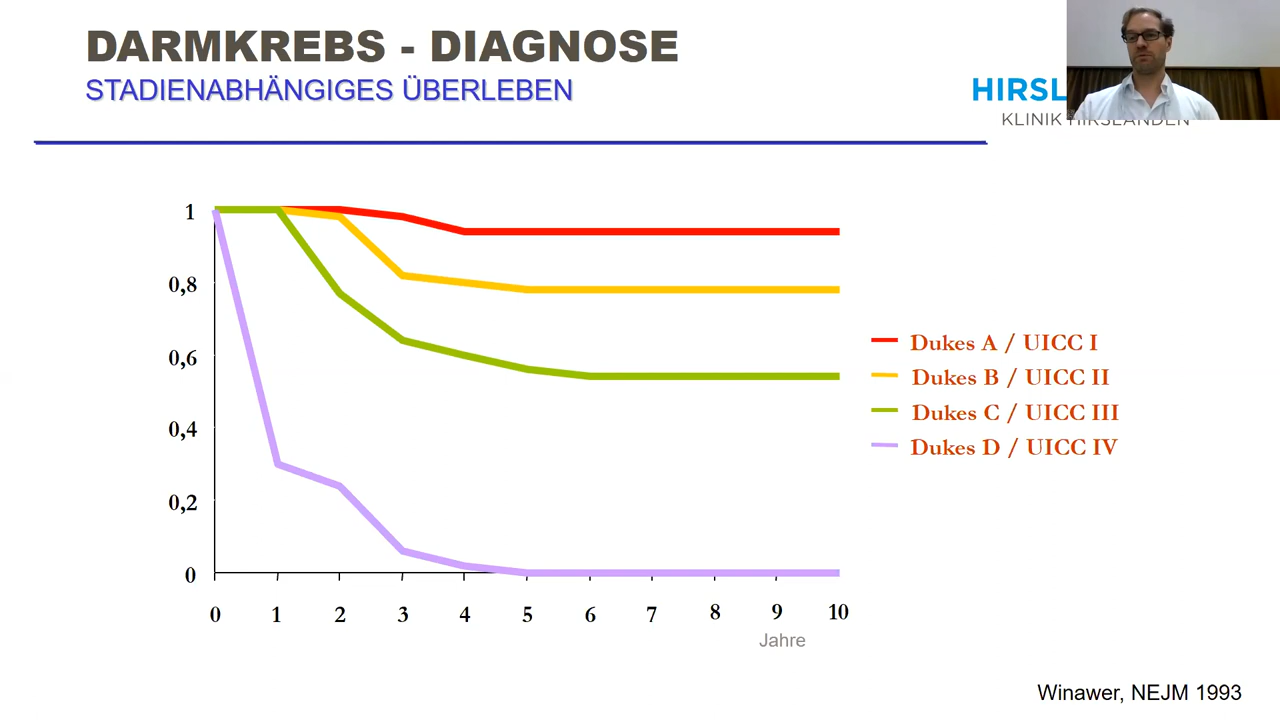 DARMKREBS - DIAGNOSE
STADIENABHÄNGIGES ÜBERLEBEN
HIRSL
KLINIK HIRSLANDEN
1
0,8
0,6
0,4
0,2
0
0 1 2 3 4 5 6 7 8 9 10
Jahre
Dukes A / UICC I
Dukes B / UICC II
Dukes C / UICC III
Dukes D / UICC IV
Winawer, NEJM 1993